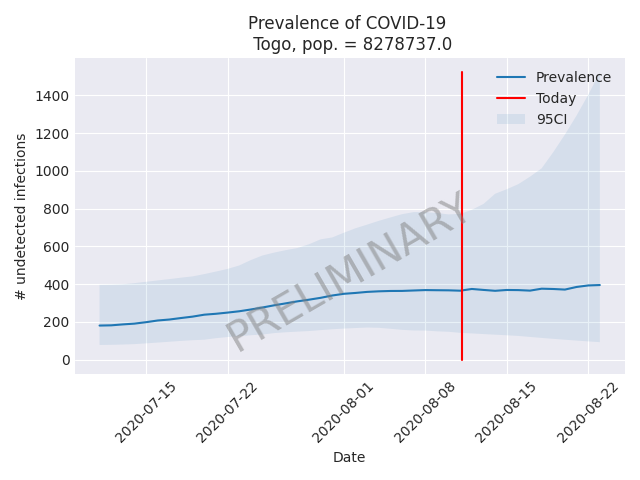 Prevalence of COVID-19
Togo, pop. = 8278737.0
Prevalence
Today
95CI
PRELIMINARY
# undetected infections
1400
1200
1000
800
600
400
200
0
2020-07-15
2020-07-22
2020-08-01
2020-08-08
2020-08-15
2020-08-22
Date